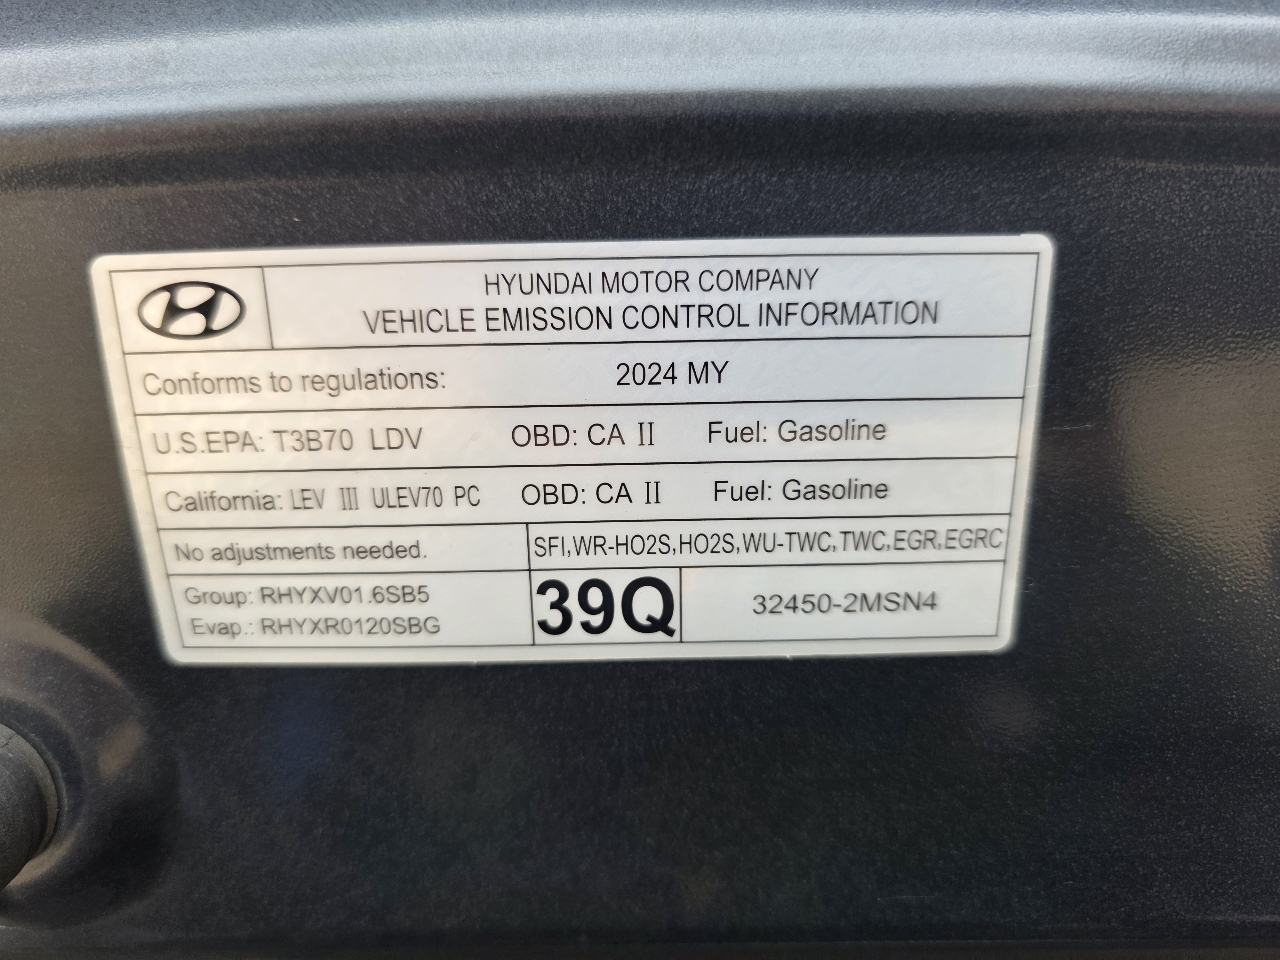 HYUNDAI MOTOR COMPANY
VEHICLE EMISSION CONTROL INFORMATION
Conforms to regulations: 2024 MY
U.S.EPA: T3B70 LDV OBD: CA II Fuel: Gasoline
California: LEV III ULEV70 PC OBD: CA II Fuel: Gasoline
No adjustments needed. SFI,WR-HO2S,HO2S,WU-TWC,TWC,EGR,EGRC
Group: RHYXV01.6SB5
Evap.: RHYXR0120SBG
39Q
32450-2MSN4